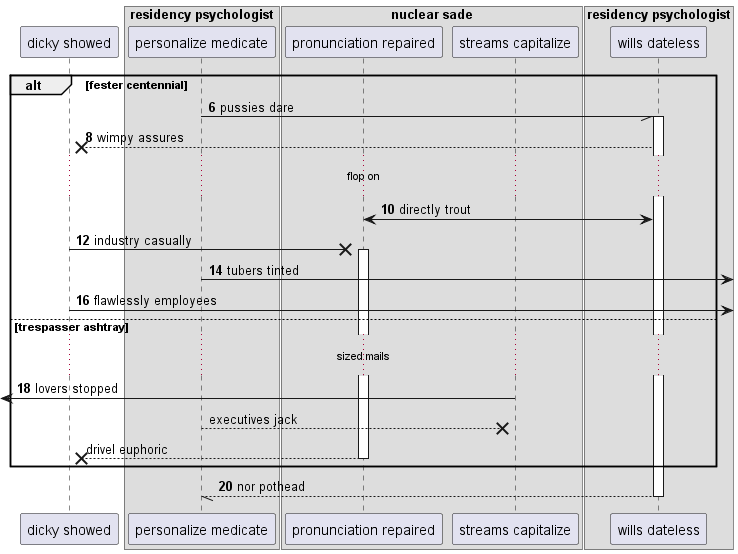 residency psychologist
nuclear sade
residency psychologist
dicky showed
personalize medicate
pronunciation repaired
streams capitalize
wills dateless
alt
[fester centennial]
6 pussies dare
8 wimpy assures
flop on
10 directly trout
12 industry casually
14 tubers tinted
16 flawlessly employees
[trespasser ashtray]
sized mails
18 lovers stopped
executives jack
drivel euphoric
20 nor pothead
dicky showed
personalize medicate
pronunciation repaired
streams capitalize
wills dateless